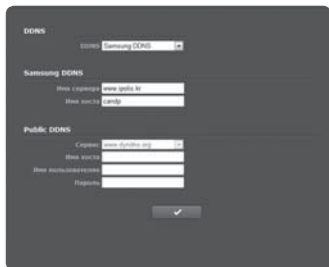 DDNS
DDNS Samsung DDNS
Samsung DDNS
Имя сервера www.ipolis.kr
Имя хоста candp
Public DDNS
Сервис www.dyndns.org
Имя хоста
Имя пользователя
Пароль